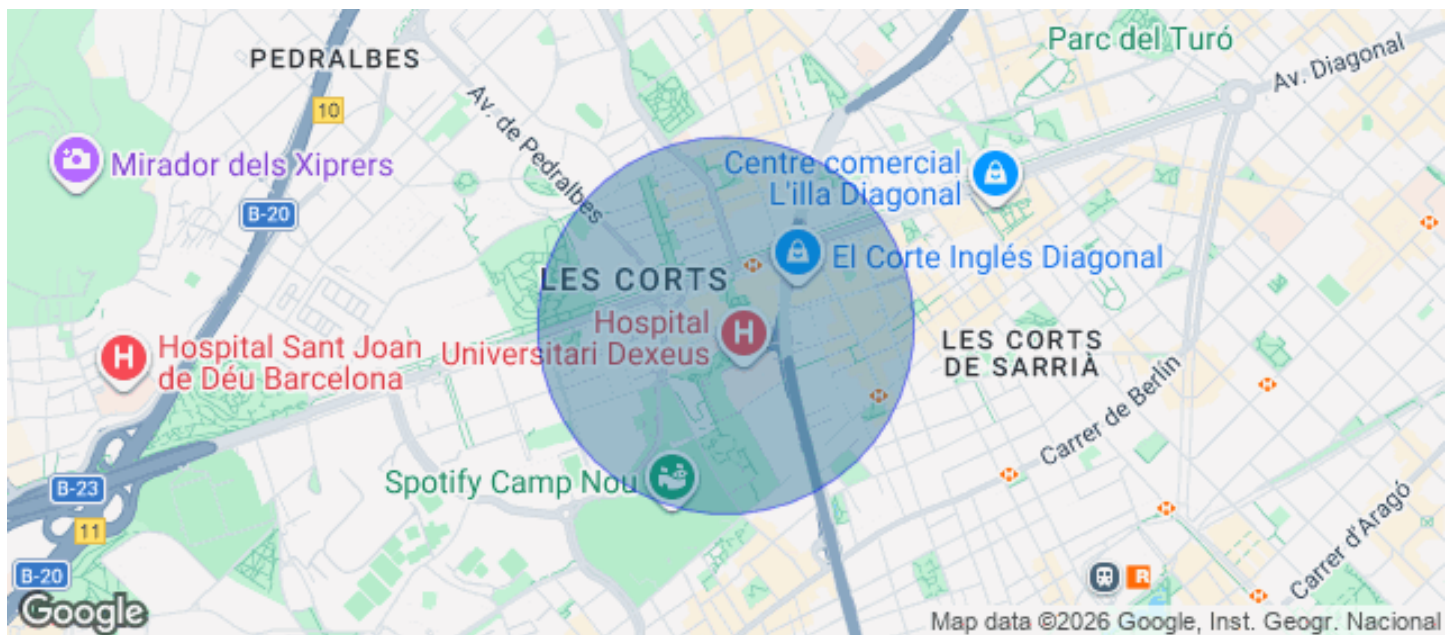 Parc del Turó
PEDRALBES
Av. Diagonal
10
Av. de Pedralbes
Mirador dels Xiprers
Centre comercial
L'illa Diagonal
B-20
El Corte Inglés Diagonal
LES CORTS
Hospital
Universitari Dexeus
Hospital Sant Joan
de Déu Barcelona
LES CORTS
DE SARRIÀ
Carrer de Berlín
Spotify Camp Nou
B-23
11
Carrer d'Aragó
B-20
R
Google
Map data ©2026 Google, Inst. Geogr. Nacional